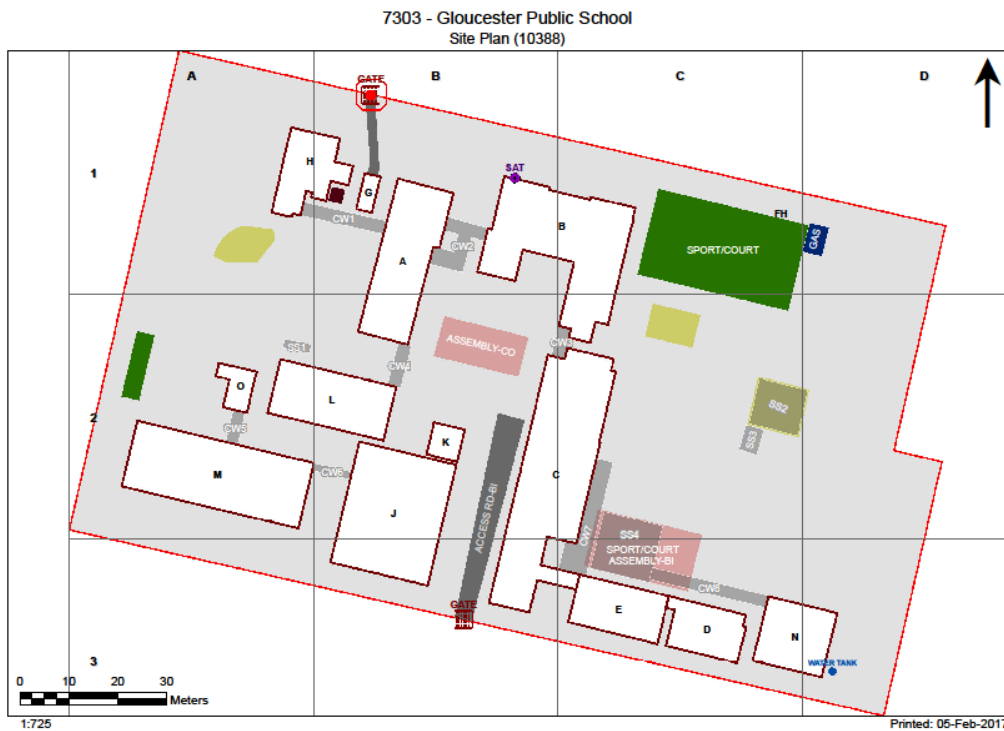 7303 - Gloucester Public School
Site Plan (10388)
A
B
C
D
GATE
1
H
SAT
G
CW1
CW2
B
FH
GAS
SPORT/COURT
A
ASSEMBLY-CO
CW3
SS1
CW4
O
L
SS2
2
CW5
K
SS3
M
CW6
C
J
ACCESS RD-BI
CW7
SS4
SPORT/COURT
ASSEMBLY-BI
CW8
GATE
E
D
N
3
WATER TANK
0 10 20 30
Meters
1:725
Printed: 05-Feb-2017